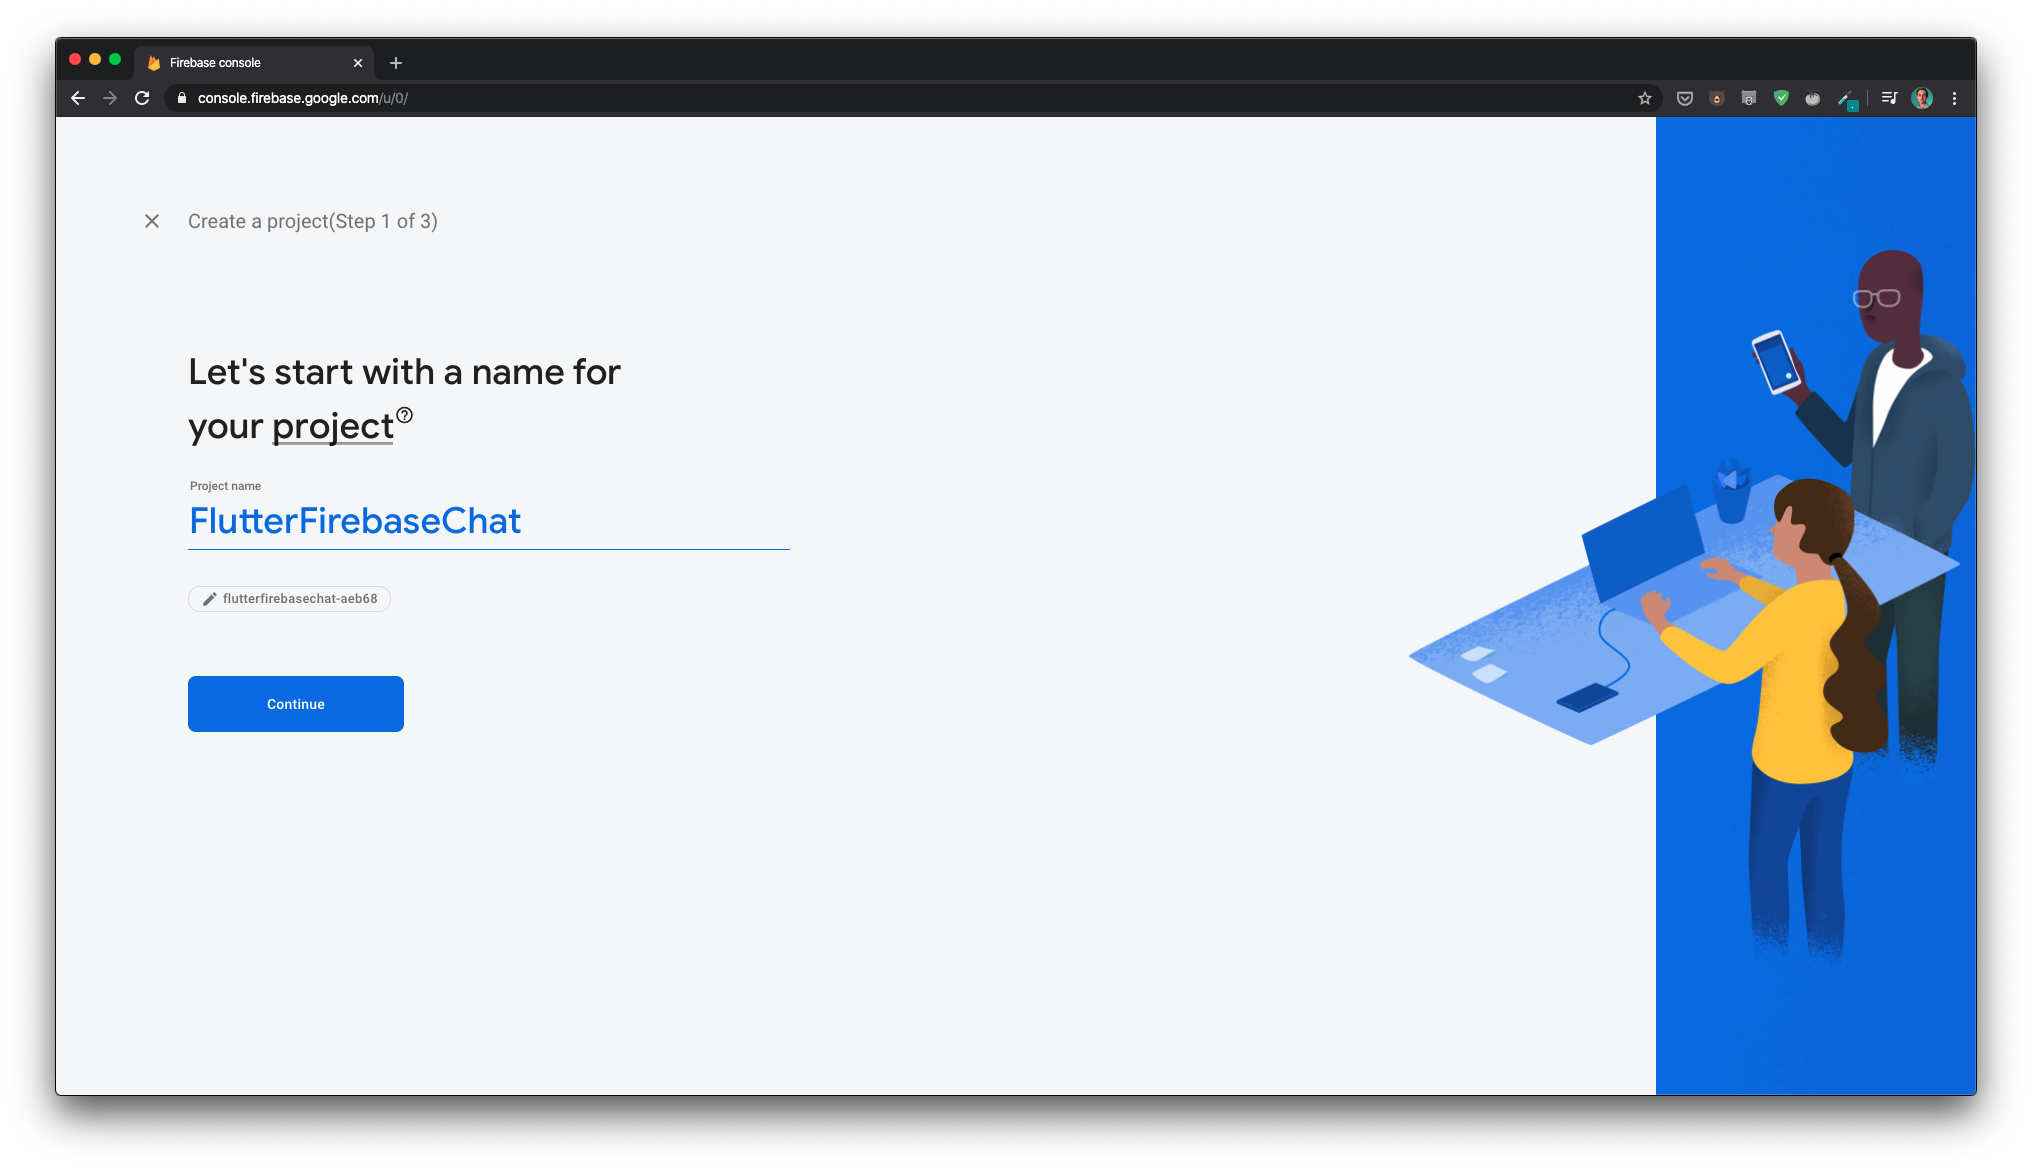 Firebase console
console.firebase.google.com/u/0/
Create a project(Step 1 of 3)
Let's start with a name for
your project
Project name
FlutterFirebaseChat
flutterfirebasechat-aeb68
Continue